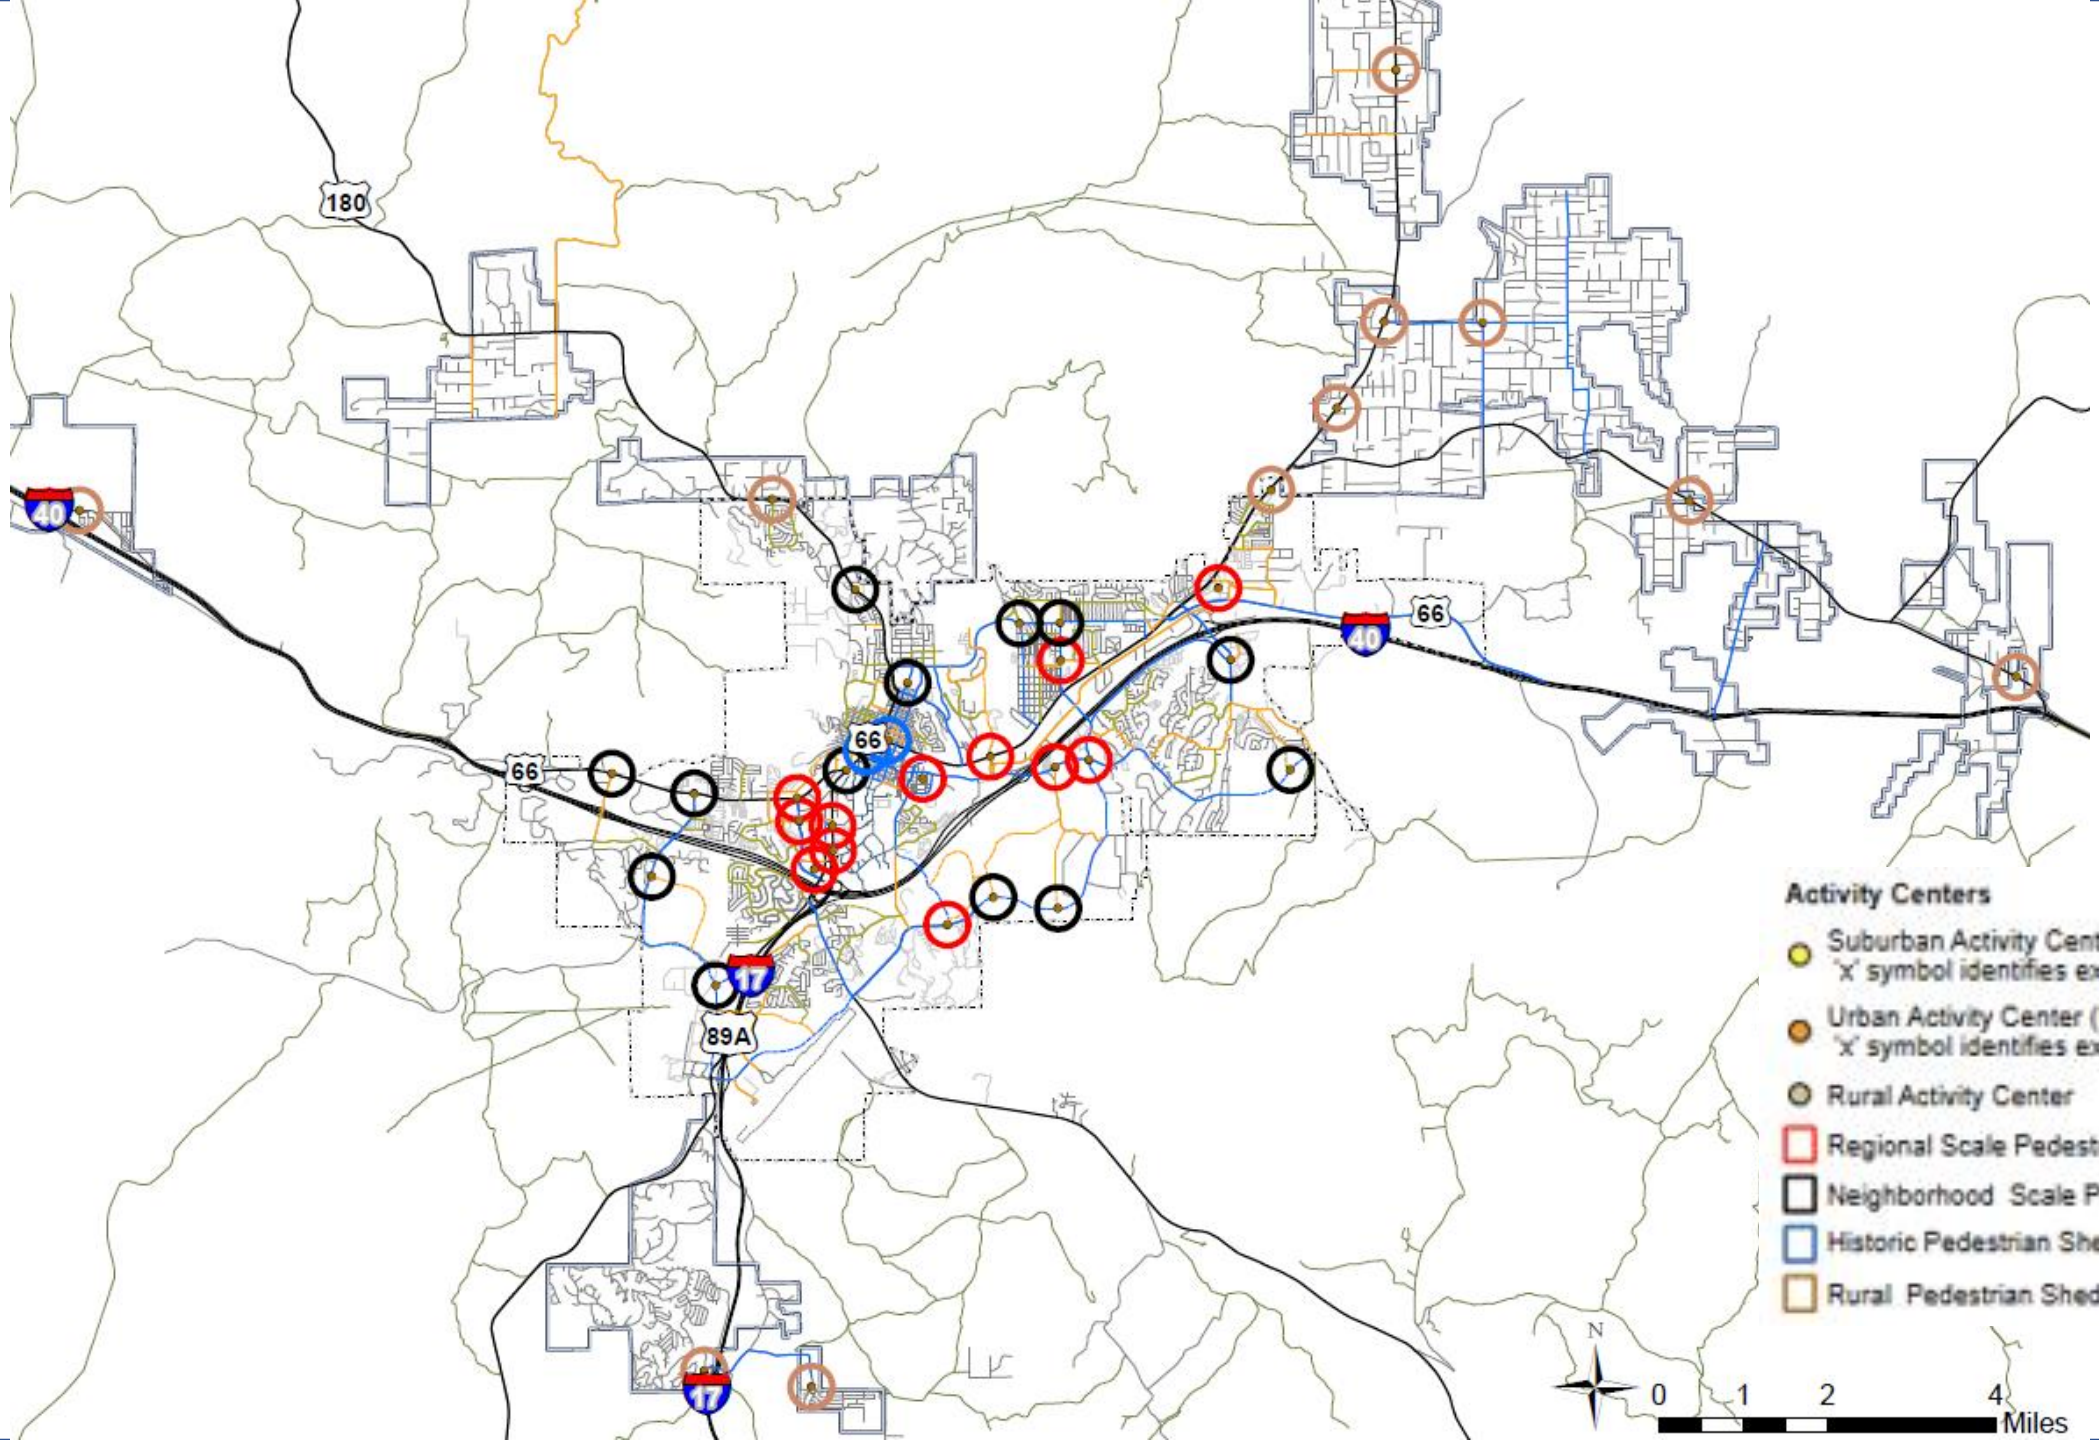 180
40
66
40
66
66
17
89A
17
Activity Centers
Suburban Activity Cent
'x' symbol identifies ex
Urban Activity Center (
'x' symbol identifies ex
Rural Activity Center
Regional Scale Pedest
Neighborhood Scale P
Historic Pedestrian She
Rural Pedestrian Shed
N
0 1 2 4
Miles